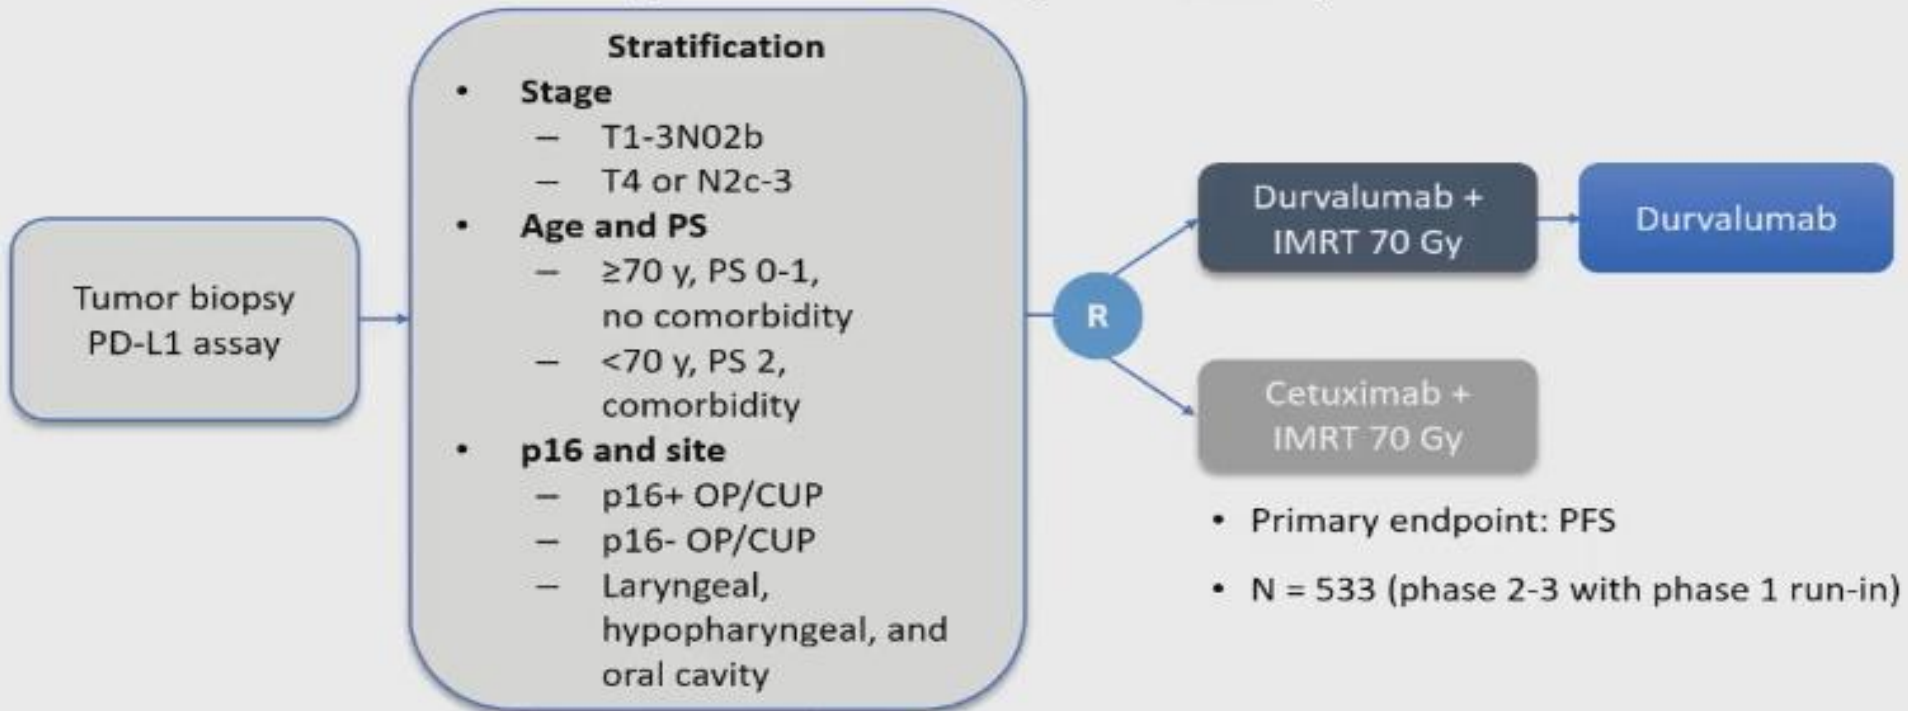 Tumor biopsy
PD-L1 assay
Stratification
• Stage
– T1-3N02b
– T4 or N2c-3
• Age and PS
– ≥70 y, PS 0-1,
no comorbidity
– <70 y, PS 2,
comorbidity
• p16 and site
– p16+ OP/CUP
– p16- OP/CUP
– Laryngeal,
hypopharyngeal, and
oral cavity
R
Durvalumab +
IMRT 70 Gy
Durvalumab
Cetuximab +
IMRT 70 Gy
• Primary endpoint: PFS
• N = 533 (phase 2-3 with phase 1 run-in)